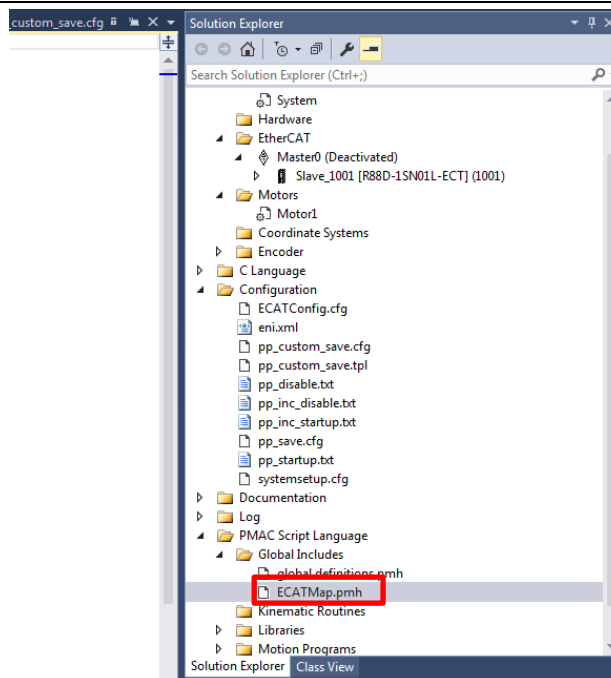 _custom_save.cfg
Solution Explorer
Search Solution Explorer (Ctrl+;)
System
Hardware
EtherCAT
Master0 (Deactivated)
Slave_1001 [R88D-1SN01L-ECT] (1001)
Motors
Motor1
Coordinate Systems
Encoder
C Language
Configuration
ECATConfig.cfg
eni.xml
pp_custom_save.cfg
pp_custom_save.tpl
pp_disable.txt
pp_inc_disable.txt
pp_inc_startup.txt
pp_save.cfg
pp_startup.txt
systemsetup.cfg
Documentation
Log
PMAC Script Language
Global Includes
global definitions.pmh
ECATMap.pmh
Kinematic Routines
Libraries
Motion Programs
Solution Explorer Class View